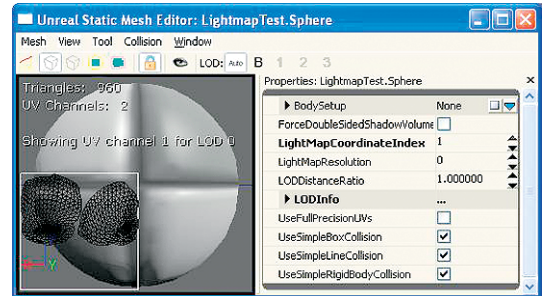 Unreal Static Mesh Editor: LightmapTest.Sphere
Mesh View Tool Collision Window
LOD: Auto B 1 2 3
Triangles: 960
UV Channels: 2
Showing UV channel 1 for LOD 0
X Y
Properties: LightmapTest.Sphere
BodySetup None
ForceDoubleSidedShadowVolume
LightMapCoordinateIndex 1
LightMapResolution 0
LODDistanceRatio 1.000000
LODInfo ...
UseFullPrecisionUVs
UseSimpleBoxCollision
UseSimpleLineCollision
UseSimpleRigidBodyCollision